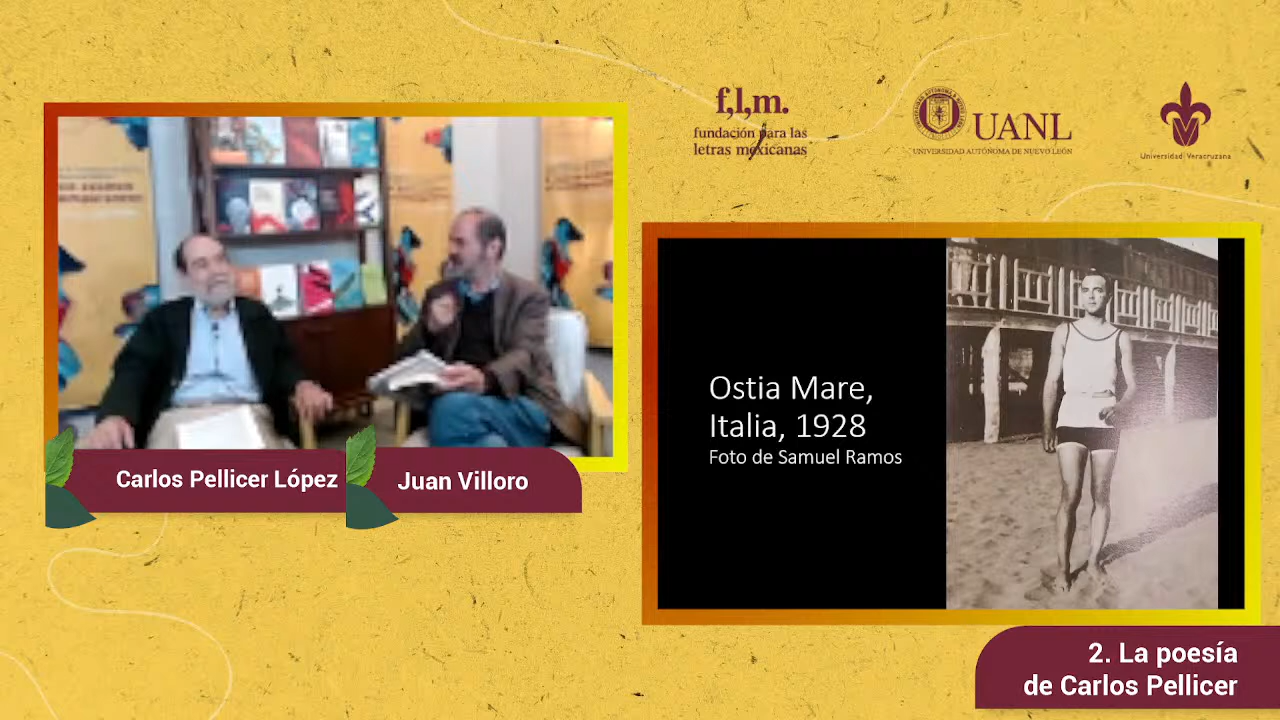 f,l,m.
fundación para las
letras mexicanas
UANL
UNIVERSIDAD AUTÓNOMA DE NUEVO LEÓN
Universidad Veracruzana
Ostia Mare,
Italia, 1928
Foto de Samuel Ramos
Carlos Pellicer López
Juan Villoro
2. La poesía
de Carlos Pellicer